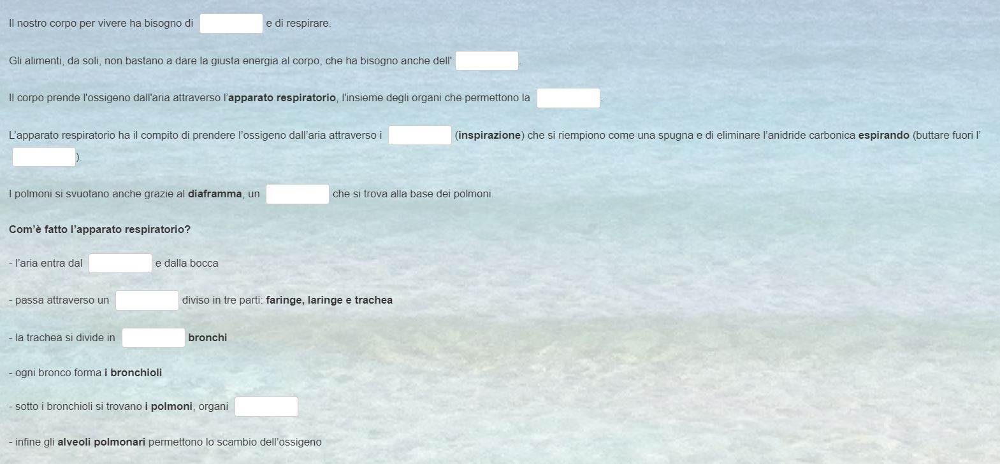 Il nostro corpo per vivere ha bisogno di e di respirare.
Gli alimenti, da soli, non bastano a dare la giusta energia al corpo, che ha bisogno anche dell' .
Il corpo prende l'ossigeno dall'aria attraverso l’apparato respiratorio, l'insieme degli organi che permettono la .
L’apparato respiratorio ha il compito di prendere l’ossigeno dall’aria attraverso i (inspirazione) che si riempiono come una spugna e di eliminare l’anidride carbonica espirando (buttare fuori l’
).
I polmoni si svuotano anche grazie al diaframma, un che si trova alla base dei polmoni.
Com’è fatto l’apparato respiratorio?
- l’aria entra dal e dalla bocca
- passa attraverso un diviso in tre parti: faringe, laringe e trachea
- la trachea si divide in bronchi
- ogni bronco forma i bronchioli
- sotto i bronchioli si trovano i polmoni, organi
- infine gli alveoli polmonari permettono lo scambio dell’ossigeno